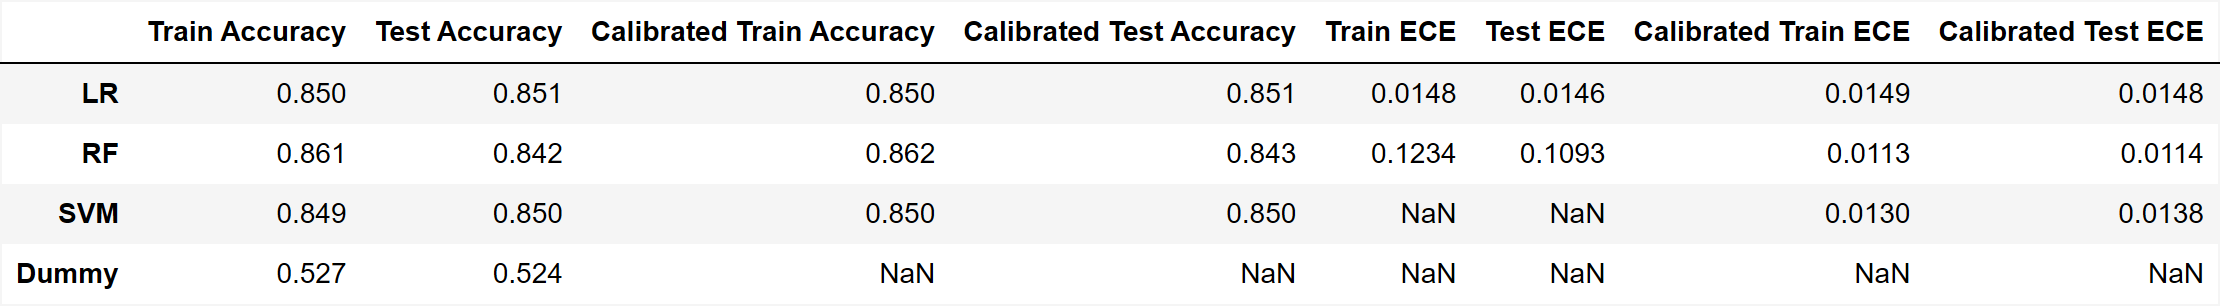 Train Accuracy Test Accuracy Calibrated Train Accuracy Calibrated Test Accuracy Train ECE Test ECE Calibrated Train ECE Calibrated Test ECE
LR 0.850 0.851 0.850 0.851 0.0148 0.0146 0.0149 0.0148
RF 0.861 0.842 0.862 0.843 0.1234 0.1093 0.0113 0.0114
SVM 0.849 0.850 0.850 0.850 NaN NaN 0.0130 0.0138
Dummy 0.527 0.524 NaN NaN NaN NaN NaN NaN